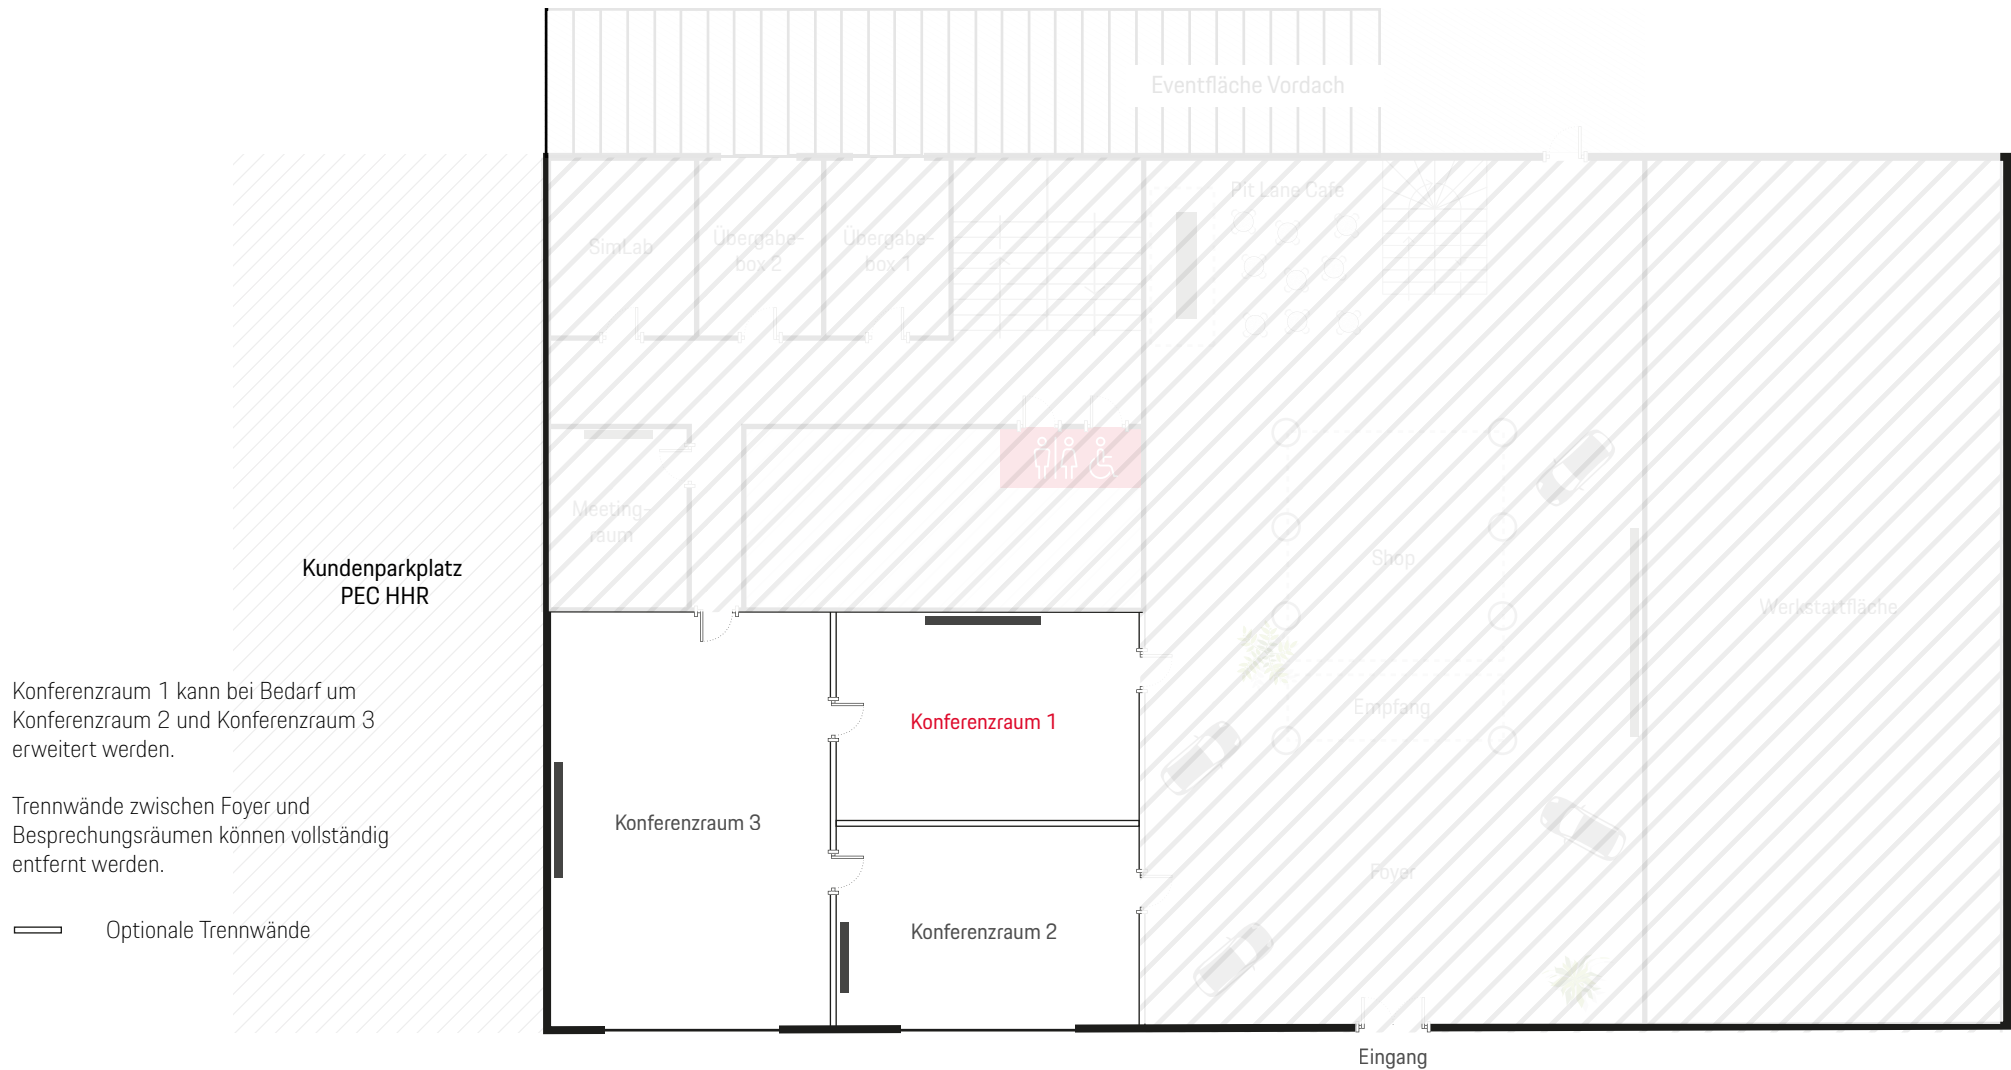 Eventfläche Vordach
Pit Lane Café
SimLab
Übergabe-
box 2
Übergabe-
box 1
Meeting-
raum
Shop
Werkstattfläche
Empfang
Foyer
Kundenparkplatz
PEC HHR
Konferenzraum 1 kann bei Bedarf um
Konferenzraum 2 und Konferenzraum 3
erweitert werden.
Trennwände zwischen Foyer und
Besprechungsräumen können vollständig
entfernt werden.
Optionale Trennwände
Konferenzraum 1
Konferenzraum 3
Konferenzraum 2
Eingang